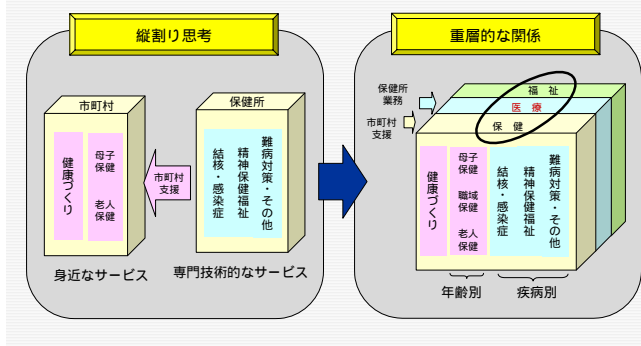 縦割り思考
市町村
健康づくり
母子
保健
老人
保健
身近なサービス
市町村
支援
保健所
結核・感染症
精神保健福祉
難病対策・その他
専門技術的なサービス
重層的な関係
保健所
業務
市町村
支援
福　祉
医　療
保　健
健康づくり
母子
保健
職域
保健
老人
保健
結核・感染症
精神保健福祉
難病対策・その他
年齢別
疾病別